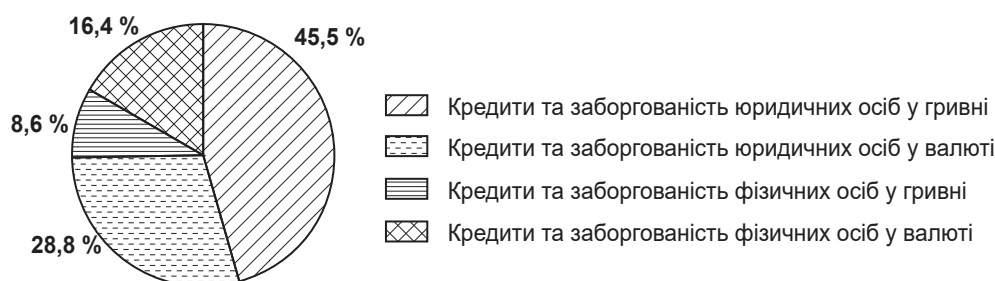 16,4 %
45,5 %
8,6 %
28,8 %
Кредити та заборгованість юридичних осіб у гривні
Кредити та заборгованість юридичних осіб у валюті
Кредити та заборгованість фізичних осіб у гривні
Кредити та заборгованість фізичних осіб у валюті